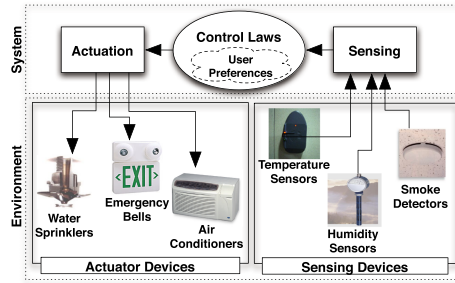 System
Actuation
Control Laws
User
Preferences
Sensing
Environment
Water
Sprinklers
EXIT
Emergency
Bells
Air
Conditioners
Actuator Devices
Temperature
Sensors
Humidity
Sensors
Smoke
Detectors
Sensing Devices